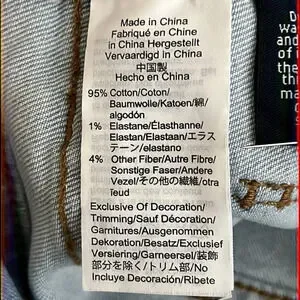 Made in China
Fabriqué en Chine
in China Hergestellt
Vervaardigd in China
中国製
Hecho en China
95% Cotton/Coton/
Baumwolle/Katoen/綿/
algodón
1% Elastane/Élasthanne/
Elastan/Elastaan/エラス
テーン/elastano
4% Other Fiber/Autre Fibre/
Sonstige Faser/Andere
Vezel/その他の繊維/otra
Exclusive Of Decoration/
Trimming/Sauf Décoration/
Garnitures/Ausgenommen
Dekoration/Besatz/Exclusief
Versiering/Garneersel/装飾
部分を除く/トリム部/No
Incluye Decoración/Ribete